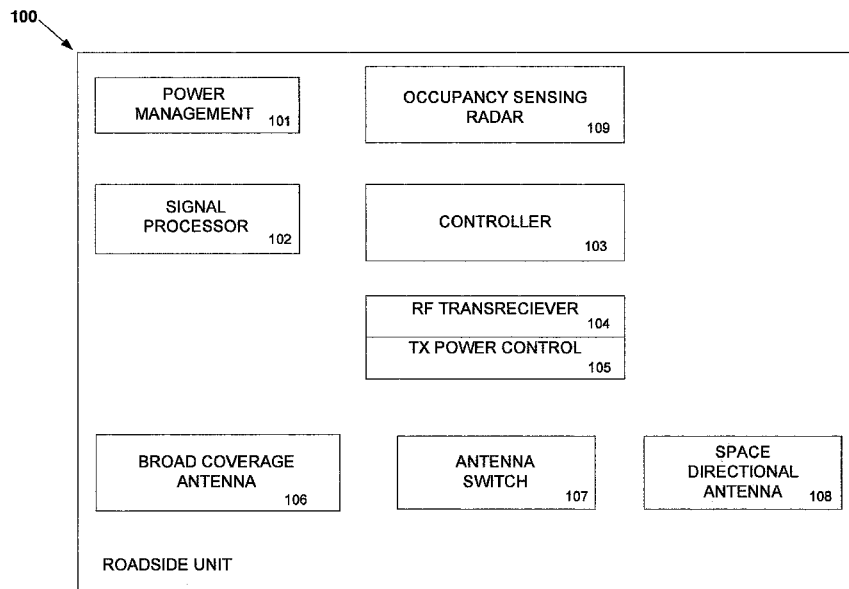 100
POWER
MANAGEMENT
101
OCCUPANCY SENSING
RADAR
109
SIGNAL
PROCESSOR
102
CONTROLLER
103
RF TRANSRECIEVER
104
TX POWER CONTROL
105
BROAD COVERAGE
ANTENNA
106
ANTENNA
SWITCH
107
SPACE
DIRECTIONAL
ANTENNA
108
ROADSIDE UNIT